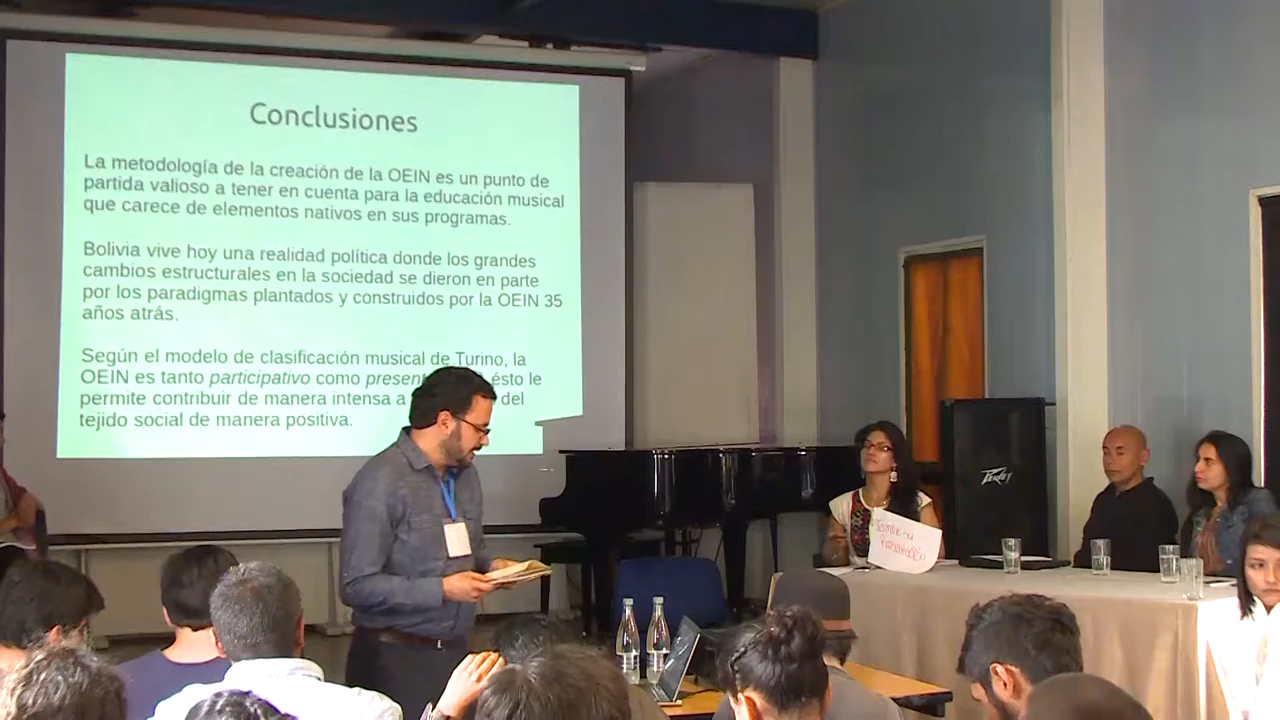 Conclusiones
La metodología de la creación de la OEIN es un punto de
partida valioso a tener en cuenta para la educación musical
que carece de elementos nativos en sus programas.
Bolivia vive hoy una realidad política donde los grandes
cambios estructurales en la sociedad se dieron en parte
por los paradigmas plantados y construidos por la OEIN 35
años atrás.
Según el modelo de clasificación musical de Turino, la
OEIN es tanto participativo como ésto le
permite contribuir de manera intensa a del
tejido social de manera positiva.
PEAVEY